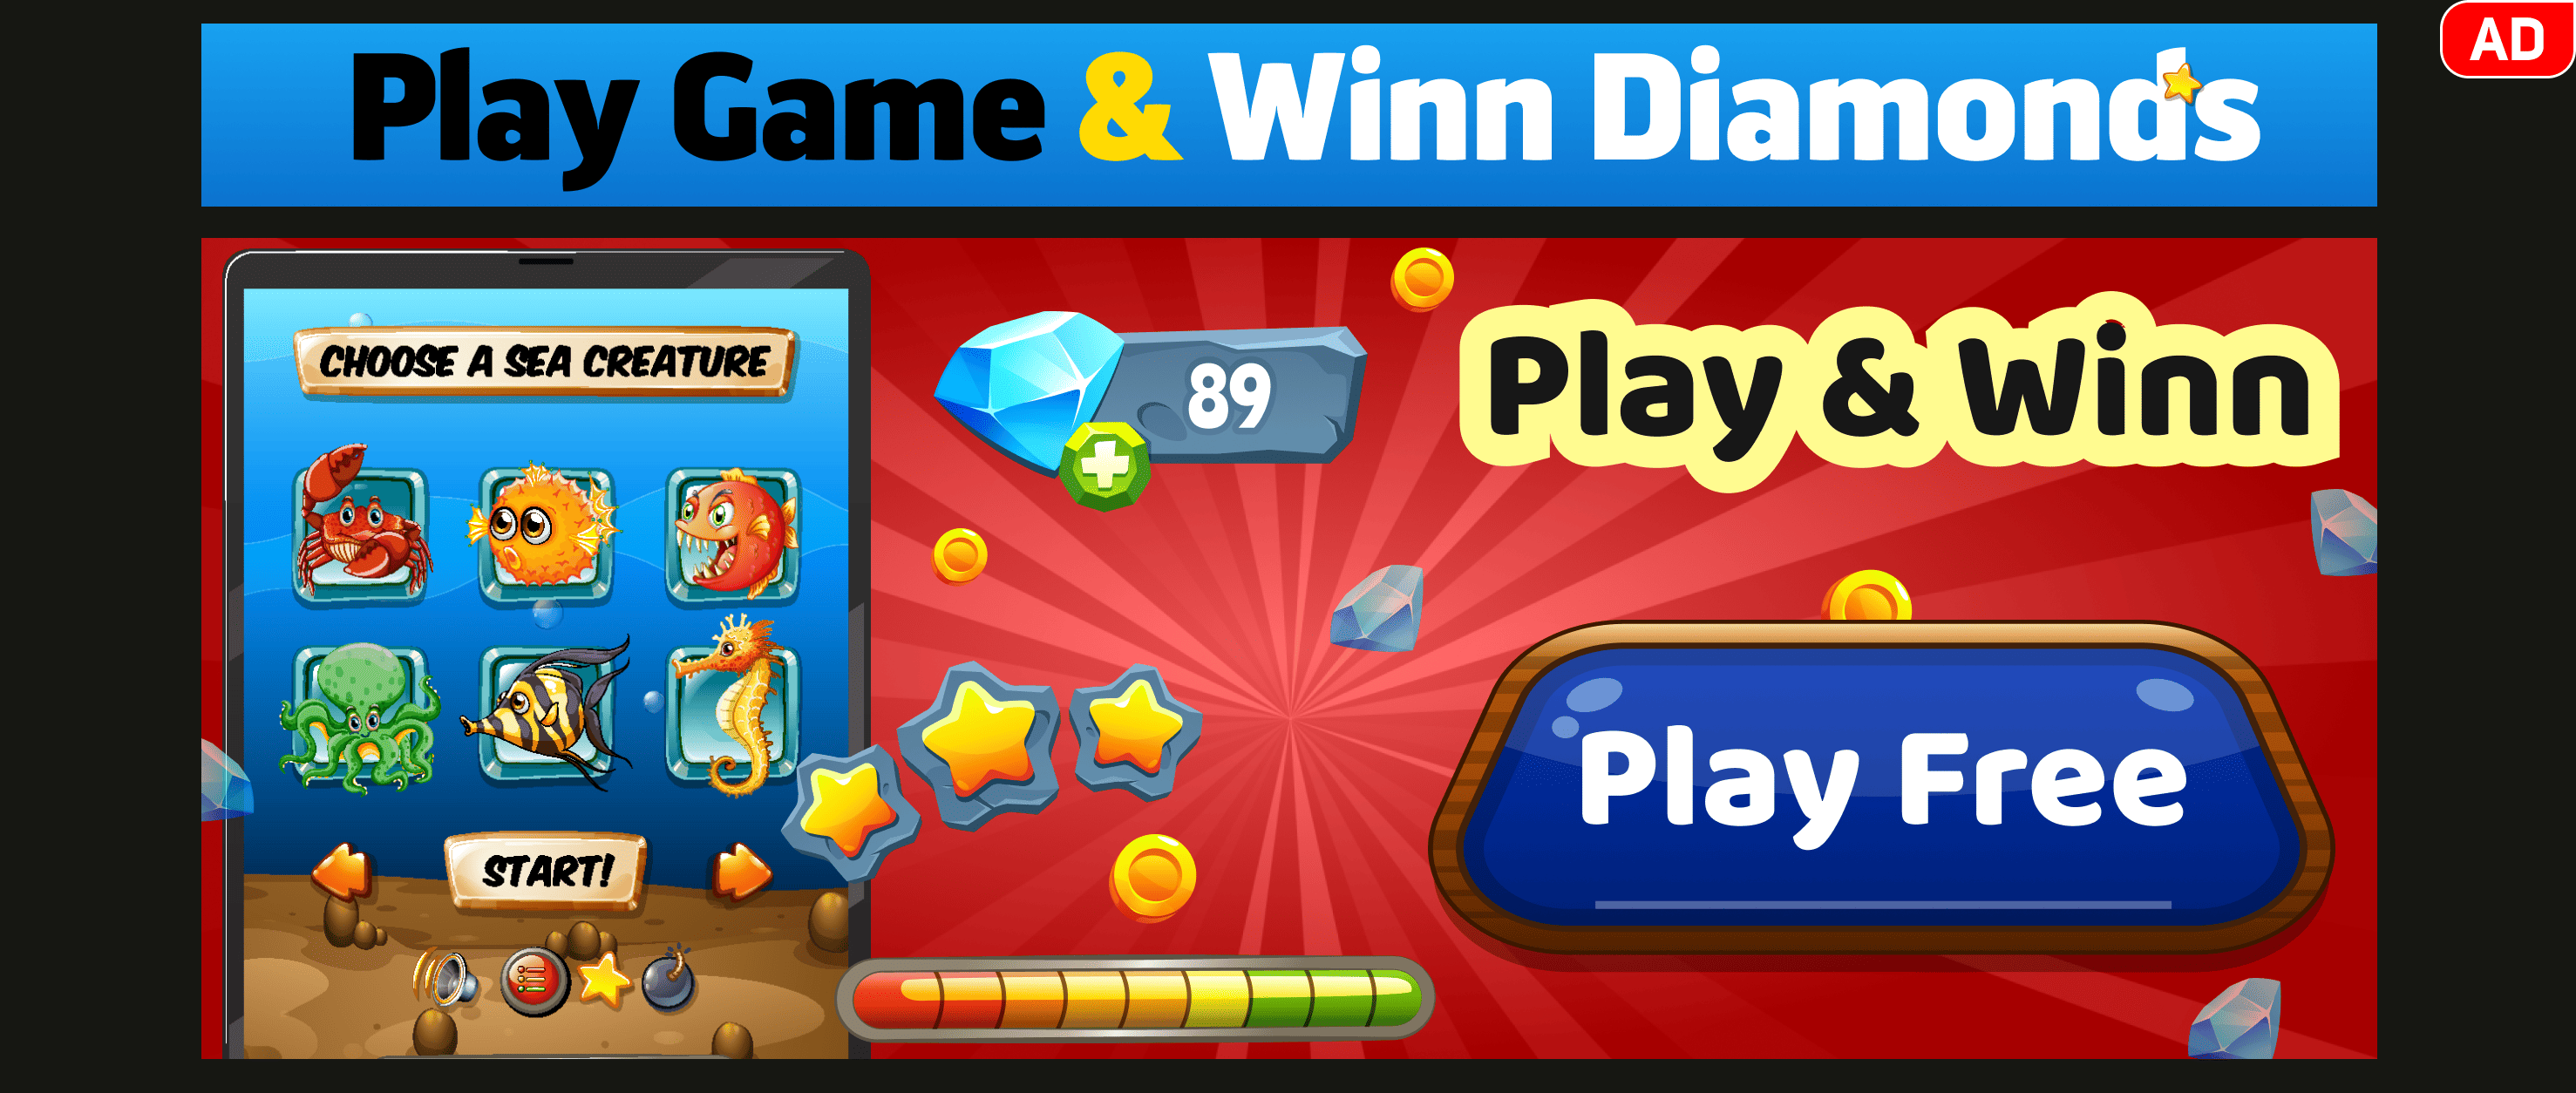 AD
Play Game & Winn Diamonds
CHOOSE A SEA CREATURE
89
Play & Winn
Play Free
START!